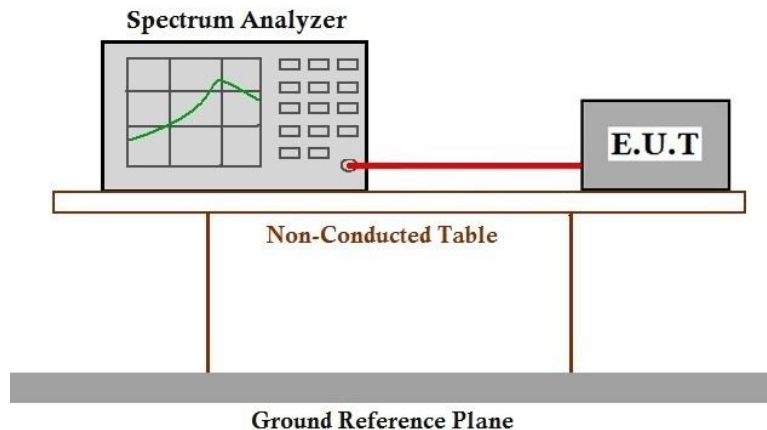 Spectrum Analyzer
E.U.T
Non-Conducted Table
Ground Reference Plane